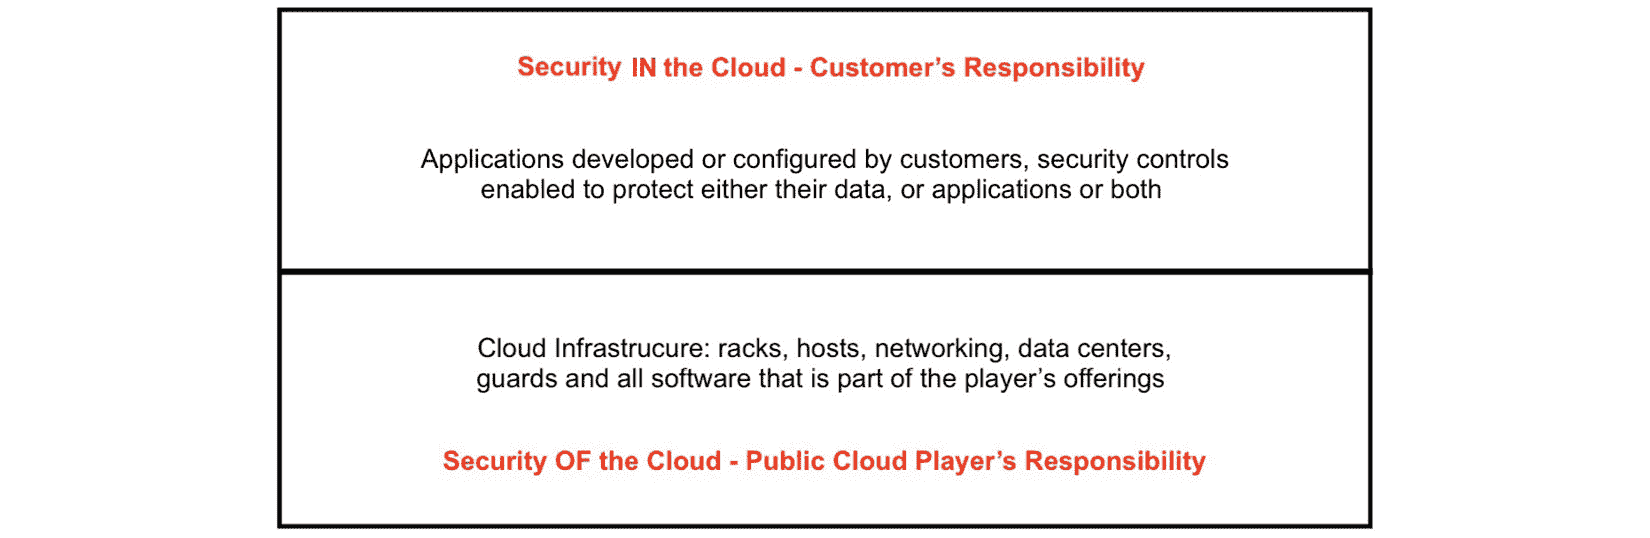 Security IN the Cloud - Customer’s Responsibility
Applications developed or configured by customers, security controls
enabled to protect either their data, or applications or both
Cloud Infrastrucure: racks, hosts, networking, data centers,
guards and all software that is part of the player’s offerings
Security OF the Cloud - Public Cloud Player’s Responsibility